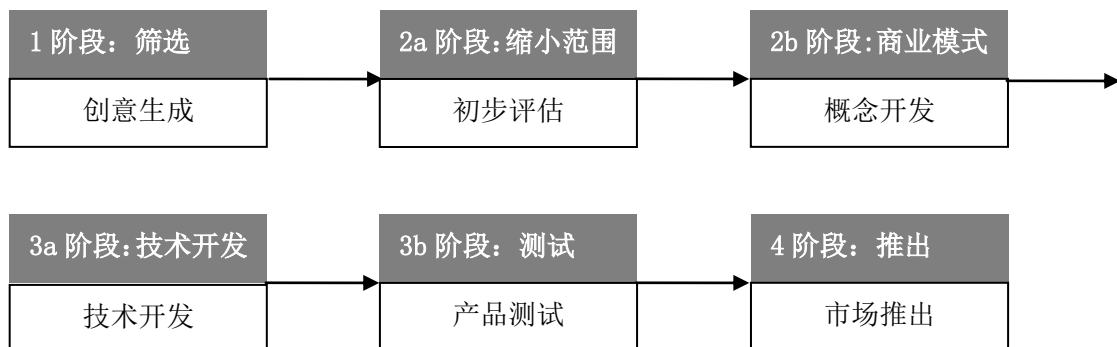 1 阶段：筛选
创意生成
2a 阶段:缩小范围
初步评估
2b 阶段:商业模式
概念开发
3a 阶段:技术开发
技术开发
3b 阶段：测试
产品测试
4 阶段：推出
市场推出